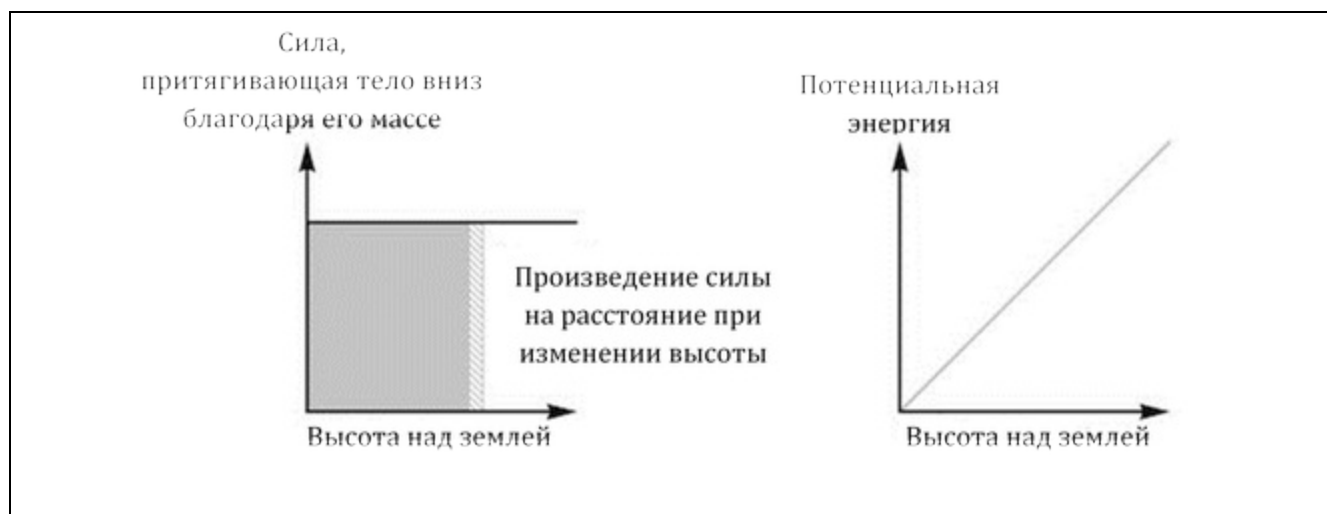 Сила,
притягивающая тело вниз
благодаря его массе
Потенциальная
энергия
Произведение силы
на расстояние при
изменении высоты
Высота над землей
Высота над землей